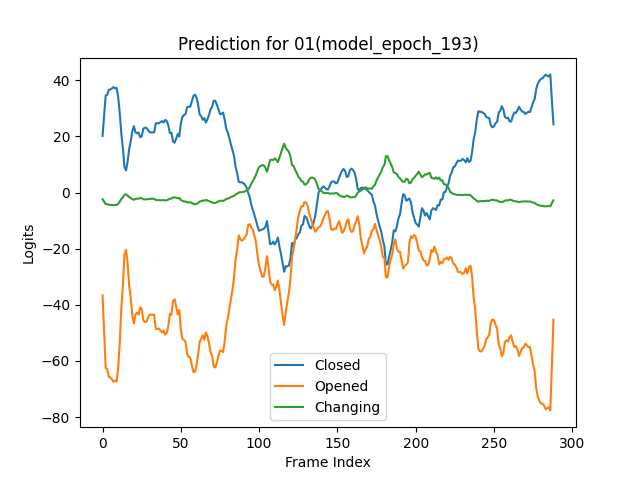 Prediction for 01(model_epoch_193)
40
20
0
−20
−40
−60
−80
Logits
Closed
Opened
Changing
0 50 100 150 200 250 300
Frame Index